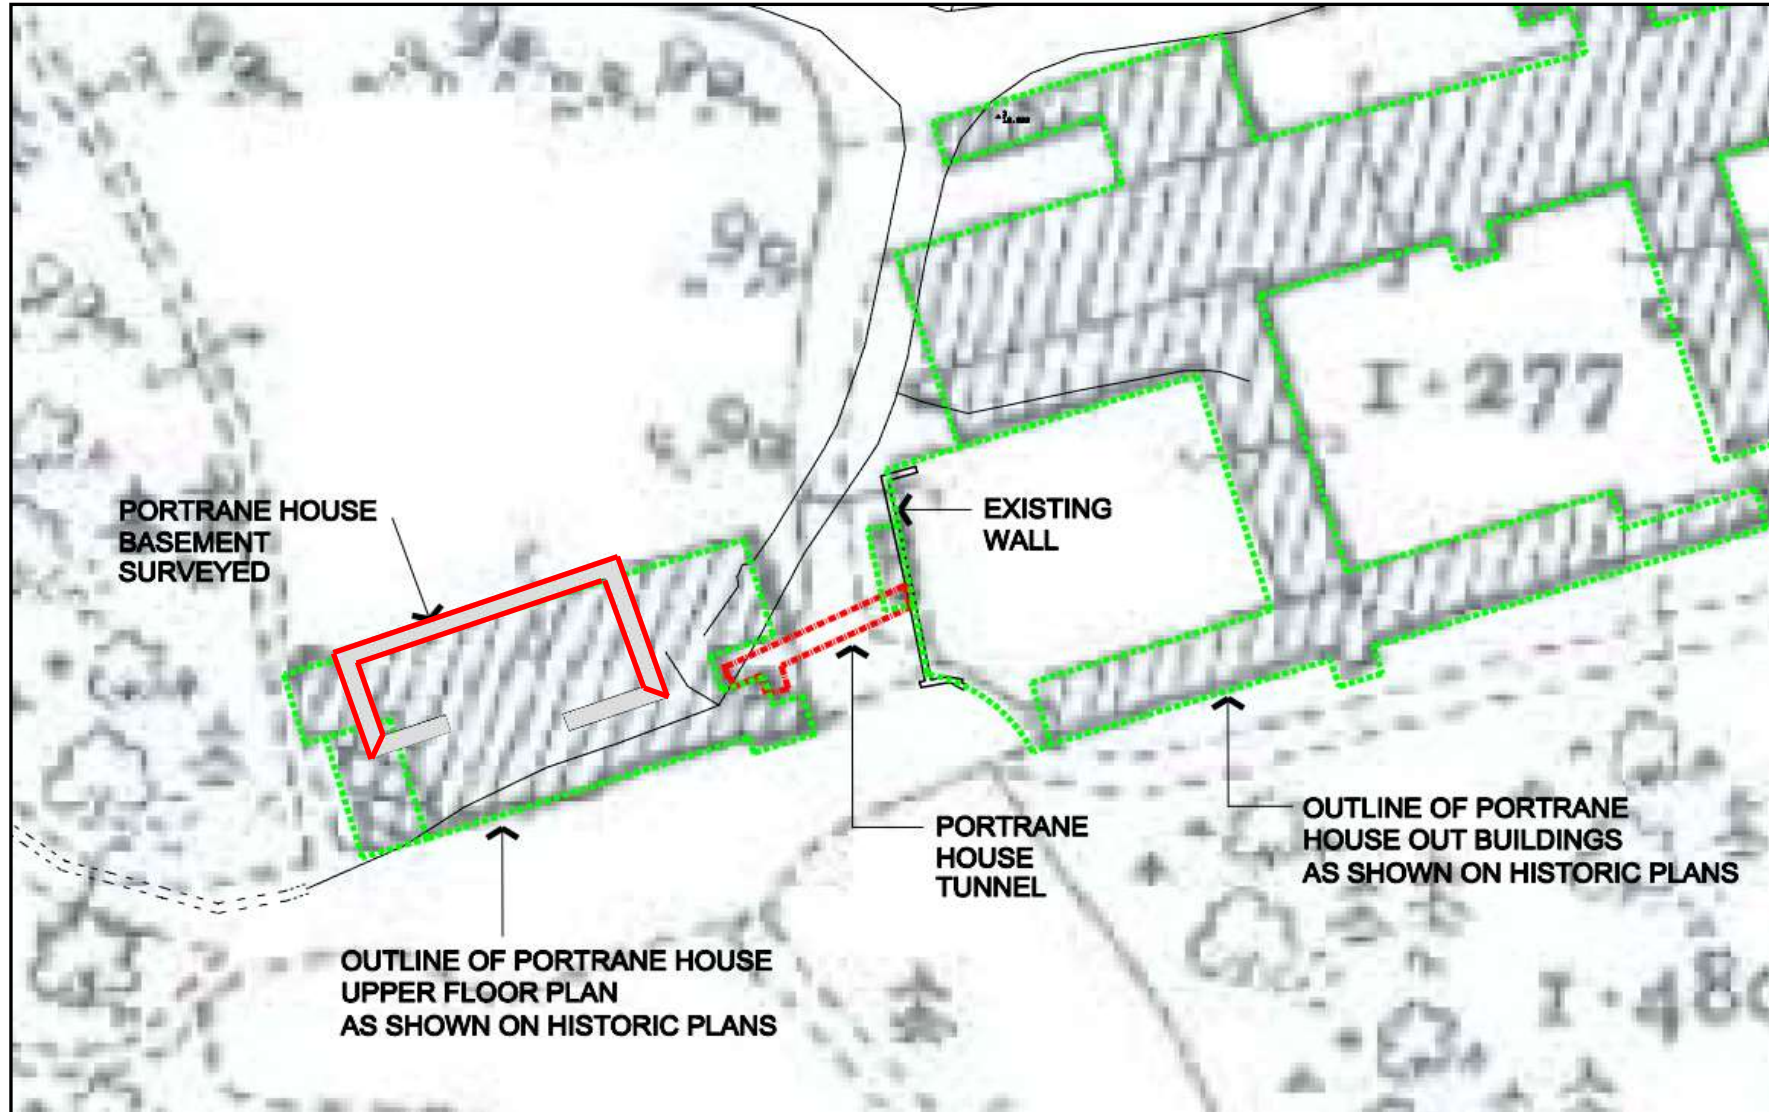 I·277
PORTRANE HOUSE
BASEMENT
SURVEYED
EXISTING
WALL
PORTRANE
HOUSE
TUNNEL
OUTLINE OF PORTRANE
HOUSE OUT BUILDINGS
AS SHOWN ON HISTORIC PLANS
OUTLINE OF PORTRANE HOUSE
UPPER FLOOR PLAN
AS SHOWN ON HISTORIC PLANS